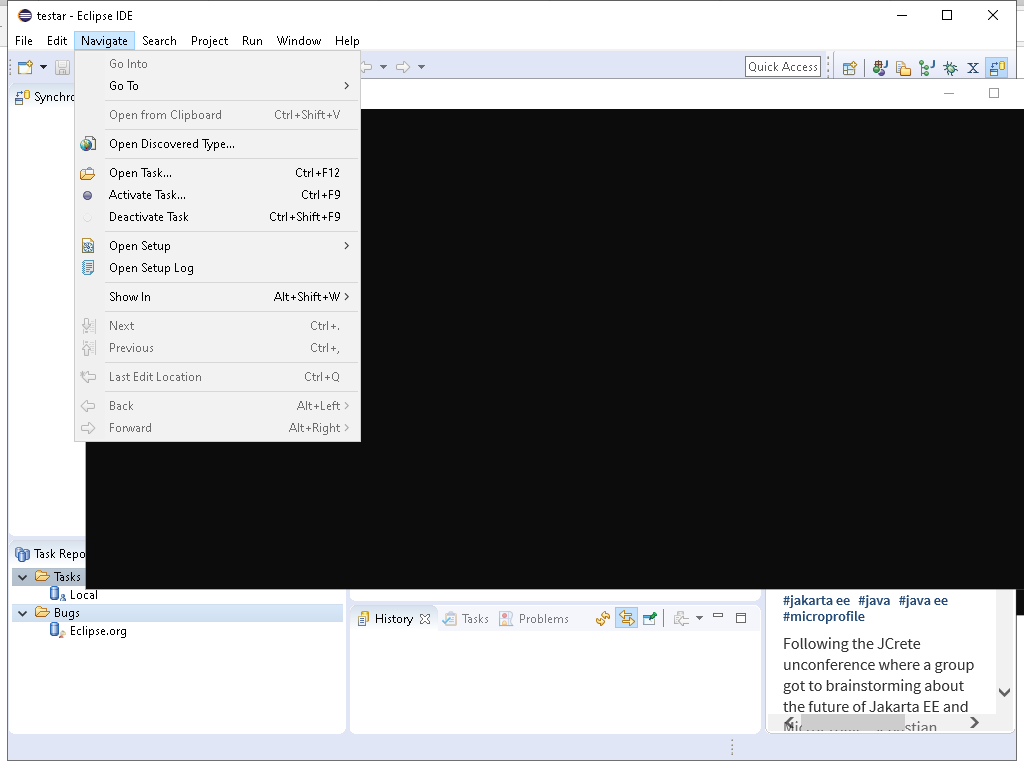 testar - Eclipse IDE
File Edit Navigate Search Project Run Window Help
Quick Access
Synchro
Go Into
Go To
Open from Clipboard Ctrl+Shift+V
Open Discovered Type...
Open Task... Ctrl+F12
Activate Task... Ctrl+F9
Deactivate Task Ctrl+Shift+F9
Open Setup
Open Setup Log
Show In Alt+Shift+W
Next Ctrl+.
Previous Ctrl+,
Last Edit Location Ctrl+Q
Back Alt+Left
Forward Alt+Right
Task Repo
Tasks
Local
Bugs
Eclipse.org
History Tasks Problems
#jakarta ee #java #java ee
#microprofile
Following the JCrete
unconference where a group
got to brainstorming about
the future of Jakarta EE and